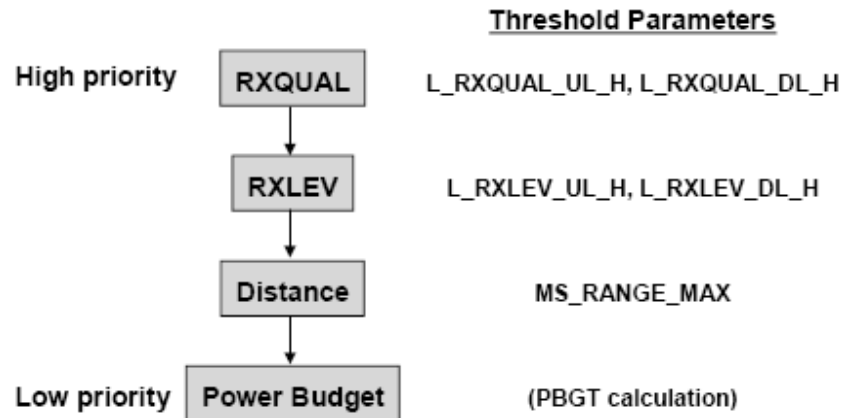 Threshold Parameters
High priority RXQUAL L_RXQUAL_UL_H, L_RXQUAL_DL_H
RXLEV L_RXLEV_UL_H, L_RXLEV_DL_H
Distance MS_RANGE_MAX
Low priority Power Budget (PBGT calculation)